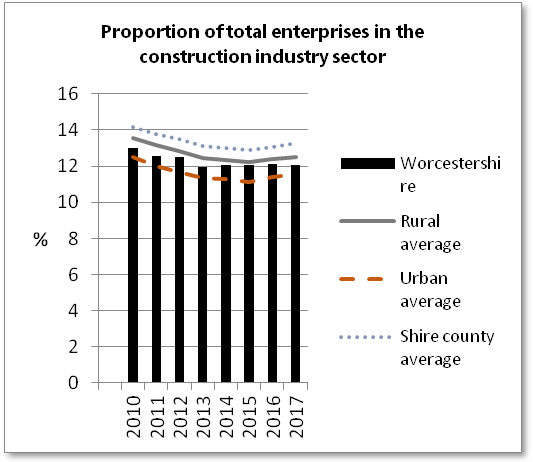 Proportion of total enterprises in the
construction industry sector
16
14
12
10
8
6
4
2
0
%
2010
2011
2012
2013
2014
2015
2016
2017
Worcestershi
re
Rural
average
Urban
average
Shire county
average